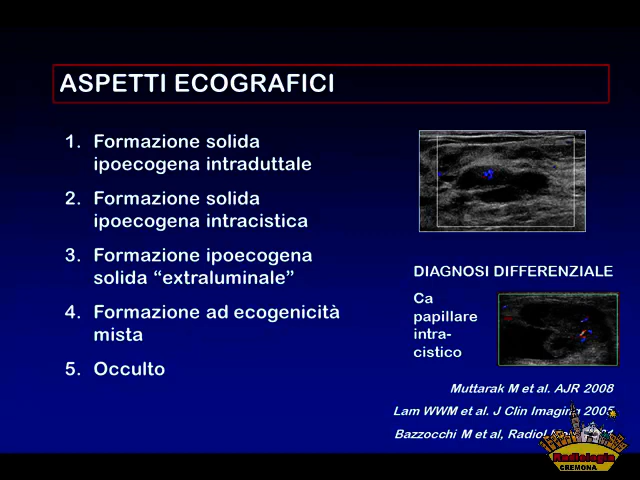 ASPETTI ECOGRAFICI
1. Formazione solida
ipoecogena intraduttale
2. Formazione solida
ipoecogena intracistica
3. Formazione ipoecogena
solida “extraluminale”
4. Formazione ad ecogenicità
mista
5. Occulto
DIAGNOSI DIFFERENZIALE
Ca
papillare
intra-
cistico
Muttarak M et al. AJR 2008
Lam WWM et al. J Clin Imaging 2005
Bazzocchi M et al, Radiol
Radiologia
CREMONA